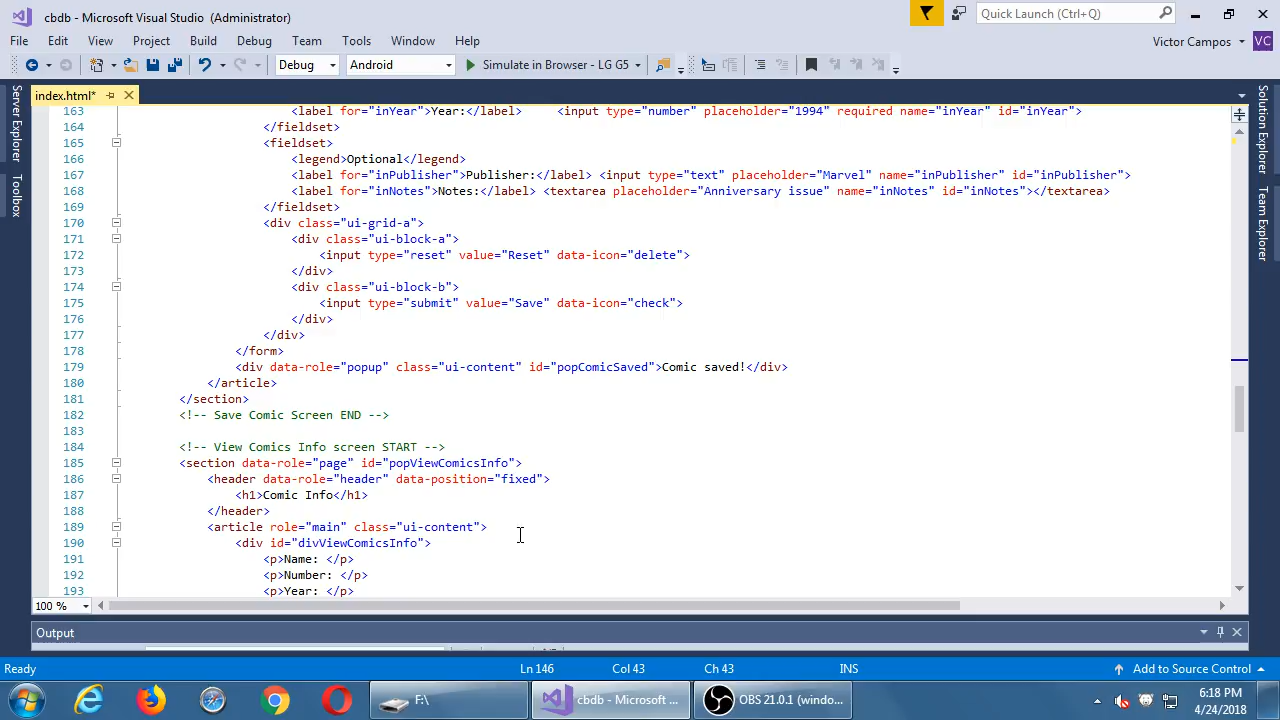 cbdb - Microsoft Visual Studio (Administrator)
Quick Launch (Ctrl+Q)
File Edit View Project Build Debug Team Tools Window Help
Victor Campos VC
Debug Android Simulate in Browser - LG G5
index.html*
Server Explorer
Toolbox
Solution Explorer
Team Explorer
163 <label for="inYear">Year:</label> <input type="number" placeholder="1994" required name="inYear" id="inYear">
164 </fieldset>
165 <fieldset>
166 <legend>Optional</legend>
167 <label for="inPublisher">Publisher:</label> <input type="text" placeholder="Marvel" name="inPublisher" id="inPublisher">
168 <label for="inNotes">Notes:</label> <textarea placeholder="Anniversary issue" name="inNotes" id="inNotes"></textarea>
169 </fieldset>
170 <div class="ui-grid-a">
171 <div class="ui-block-a">
172 <input type="reset" value="Reset" data-icon="delete">
173 </div>
174 <div class="ui-block-b">
175 <input type="submit" value="Save" data-icon="check">
176 </div>
177 </div>
178 </form>
179 <div data-role="popup" class="ui-content" id="popComicSaved">Comic saved!</div>
180 </article>
181 </section>
182 <!-- Save Comic Screen END -->
183
184 <!-- View Comics Info screen START -->
185 <section data-role="page" id="popViewComicsInfo">
186 <header data-role="header" data-position="fixed">
187 <h1>Comic Info</h1>
188 </header>
189 <article role="main" class="ui-content">
190 <div id="divViewComicsInfo">
191 <p>Name: </p>
192 <p>Number: </p>
193 <p>Year: </p>
100 %
Output
Ready Ln 146 Col 43 Ch 43 INS Add to Source Control
F:\ cbdb - Microsoft ... OBS 21.0.1 (windo...
6:18 PM
4/24/2018